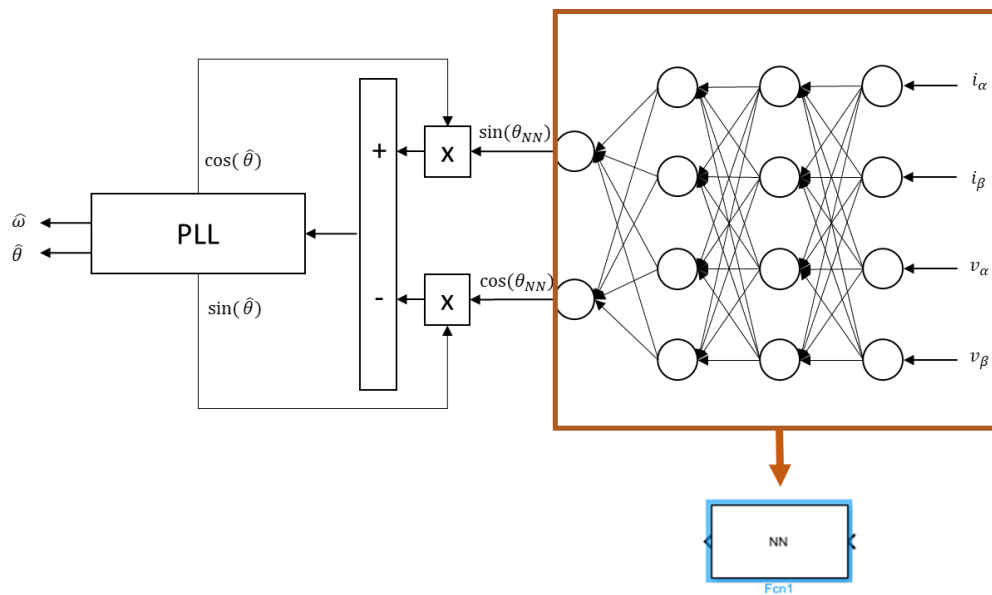 i_α
sin(θ_NN)
+
x
cos(θ̂)
i_β
ω̂
PLL
θ̂
v_α
cos(θ_NN)
-
x
sin(θ̂)
v_β
NN
Fcn1